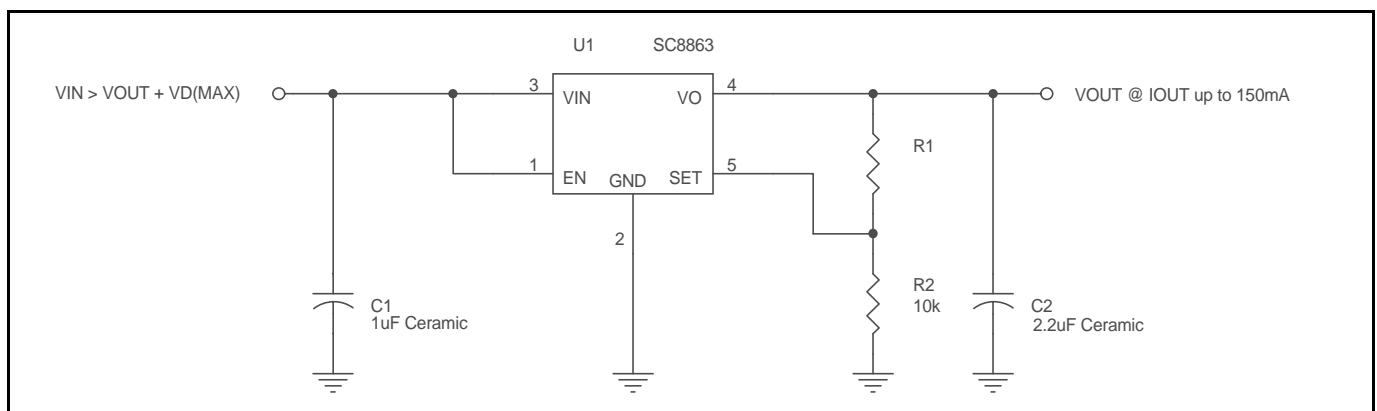 U1 SC8863
VIN > VOUT + VD(MAX)
3
VIN
VO
4
VOUT @ IOUT up to 150mA
R1
1
EN
GND
SET
5
2
C1
1uF Ceramic
R2
10k
C2
2.2uF Ceramic